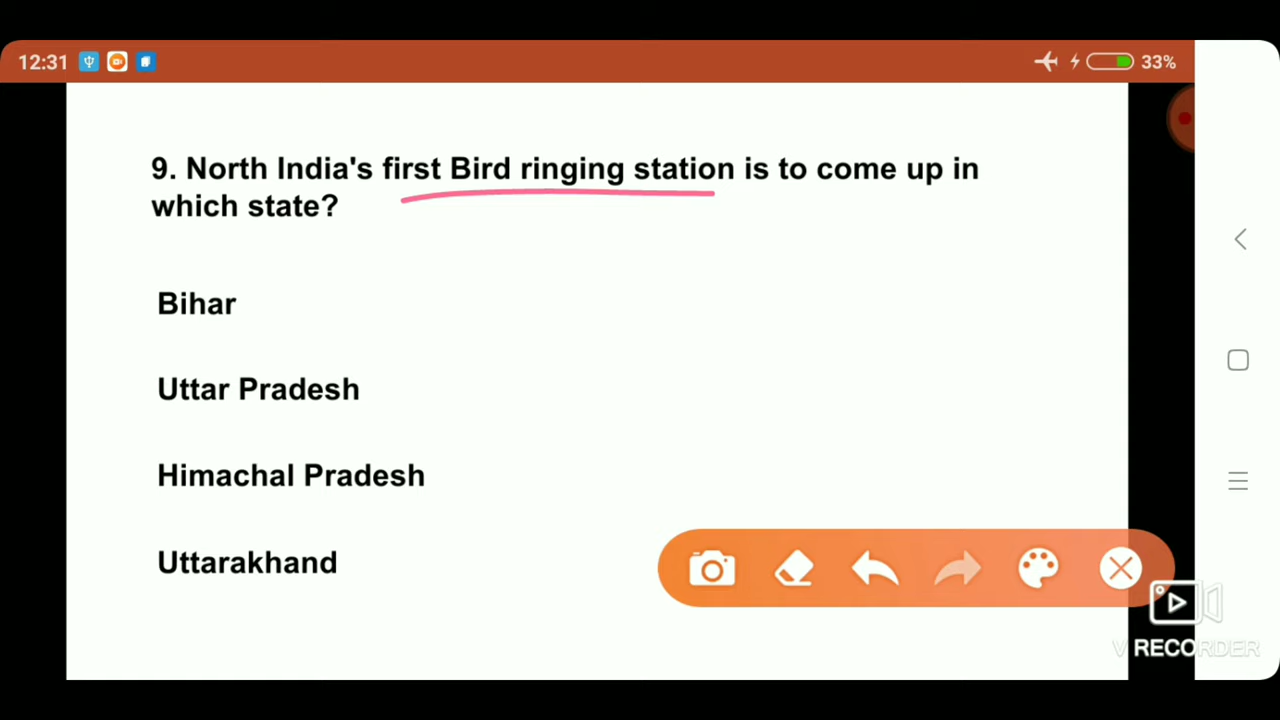 12:31
33%
9. North India's first Bird ringing station is to come up in
which state?
Bihar
Uttar Pradesh
Himachal Pradesh
Uttarakhand
V RECORDER